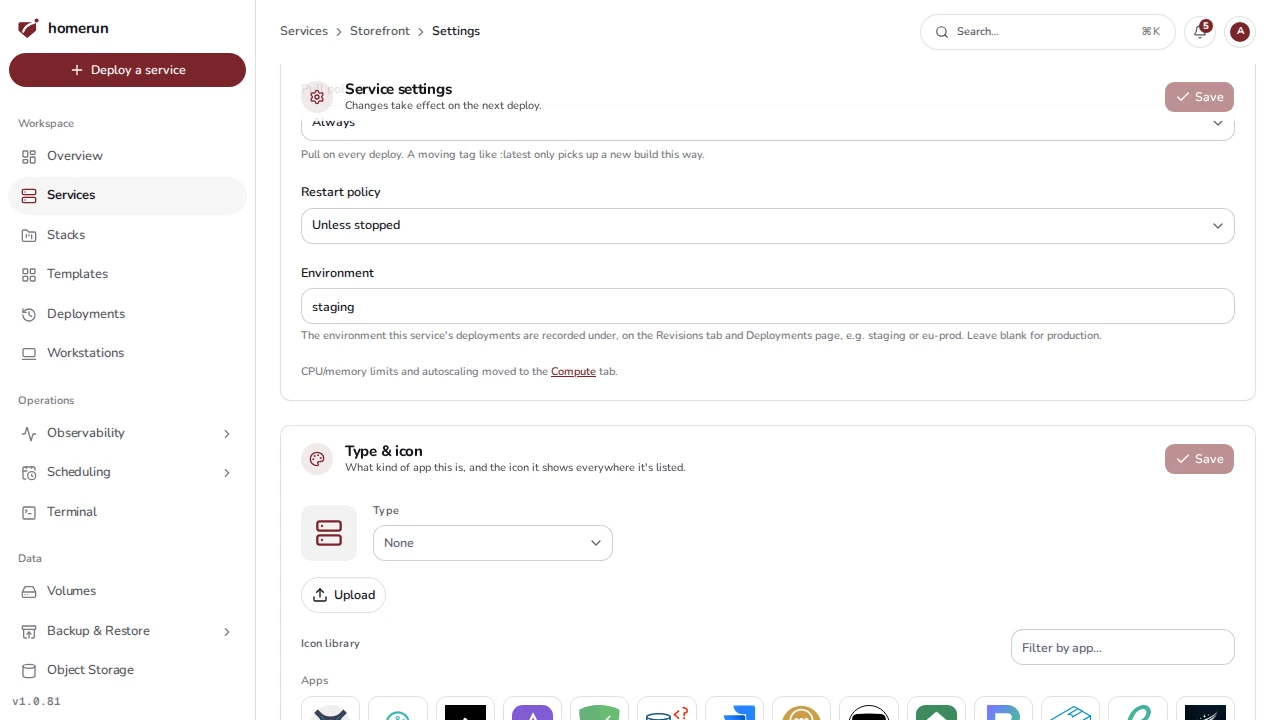 homerun
Services > Storefront > Settings
Search...
⌘K
5
A
Deploy a service
Workspace
Overview
Services
Stacks
Templates
Deployments
Workstations
Operations
Observability
Scheduling
Terminal
Data
Volumes
Backup & Restore
Object Storage
v1.0.81
Service settings
Changes take effect on the next deploy.
Save
Always
Pull on every deploy. A moving tag like :latest only picks up a new build this way.
Restart policy
Unless stopped
Environment
staging
The environment this service's deployments are recorded under, on the Revisions tab and Deployments page, e.g. staging or eu-prod. Leave blank for production.
CPU/memory limits and autoscaling moved to the Compute tab.
Type & icon
What kind of app this is, and the icon it shows everywhere it's listed.
Save
Type
None
Upload
Icon library
Filter by app...
Apps